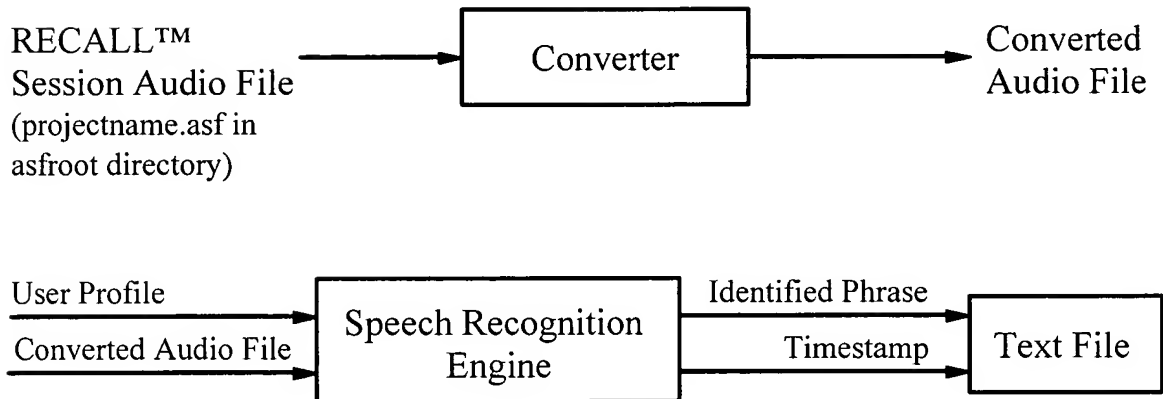 RECALL™
Session Audio File
(projectname.asf in
asfroot directory)
Converter
Converted
Audio File
User Profile
Converted Audio File
Speech Recognition
Engine
Identified Phrase
Timestamp
Text File